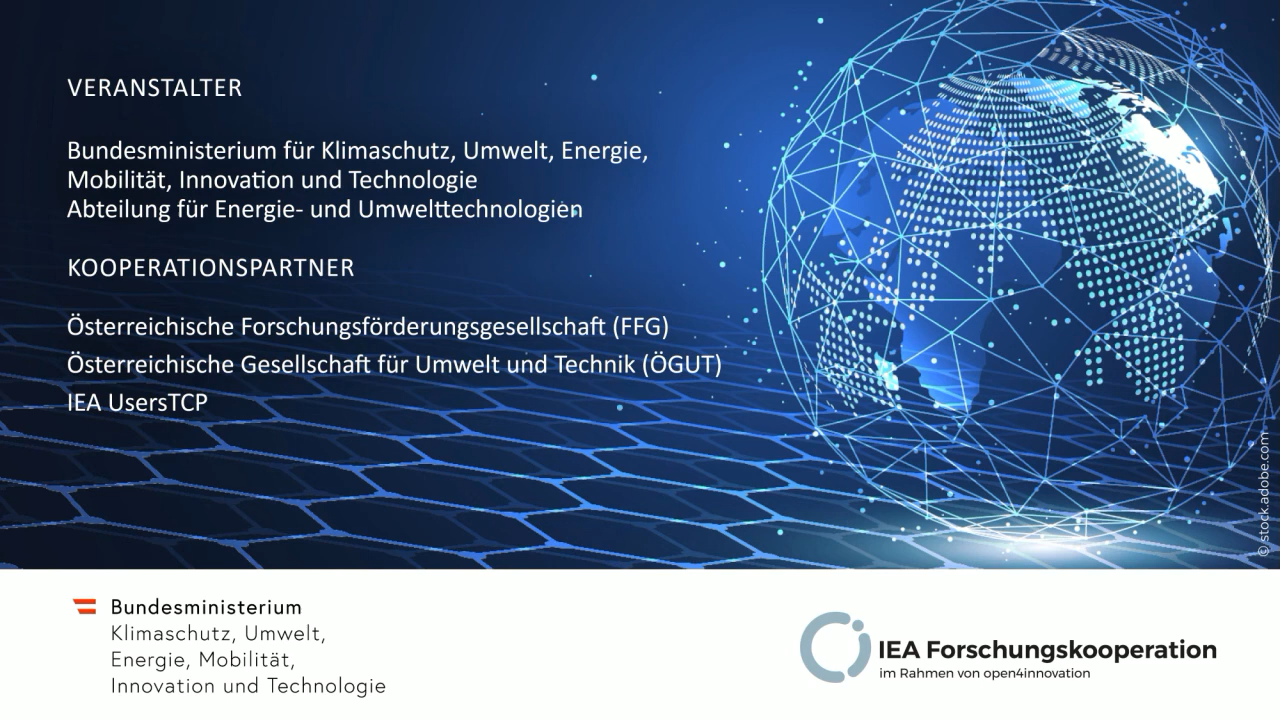 VERANSTALTER
Bundesministerium für Klimaschutz, Umwelt, Energie,
Mobilität, Innovation und Technologie
Abteilung für Energie- und Umwelttechnologien
KOOPERATIONSPARTNER
Österreichische Forschungsförderungsgesellschaft (FFG)
Österreichische Gesellschaft für Umwelt und Technik (ÖGUT)
IEA UsersTCP
© stock.adobe.com
Bundesministerium
Klimaschutz, Umwelt,
Energie, Mobilität,
Innovation und Technologie
IEA Forschungskooperation
im Rahmen von open4innovation